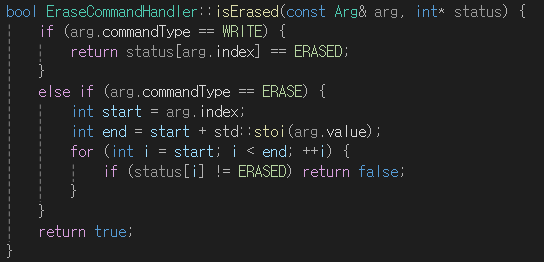 bool EraseCommandHandler::isErased(const Arg& arg, int* status) {
    if (arg.commandType == WRITE) {
        return status[arg.index] == ERASED;
    }
    else if (arg.commandType == ERASE) {
        int start = arg.index;
        int end = start + std::stoi(arg.value);
        for (int i = start; i < end; ++i) {
            if (status[i] != ERASED) return false;
        }
    }
    return true;
}